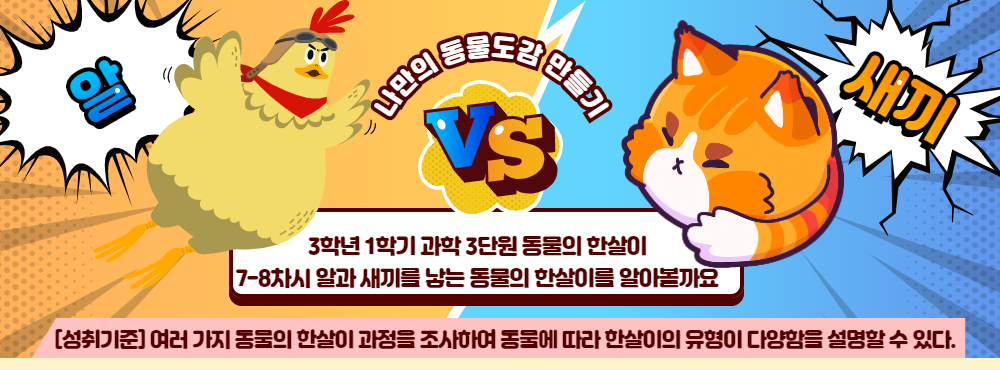 알
나만의 동물도감 만들기
새끼
VS
3학년 1학기 과학 3단원 동물의 한살이
7-8차시 알과 새끼를 낳는 동물의 한살이를 알아볼까요
[성취기준] 여러 가지 동물의 한살이 과정을 조사하여 동물에 따라 한살이의 유형이 다양함을 설명할 수 있다.